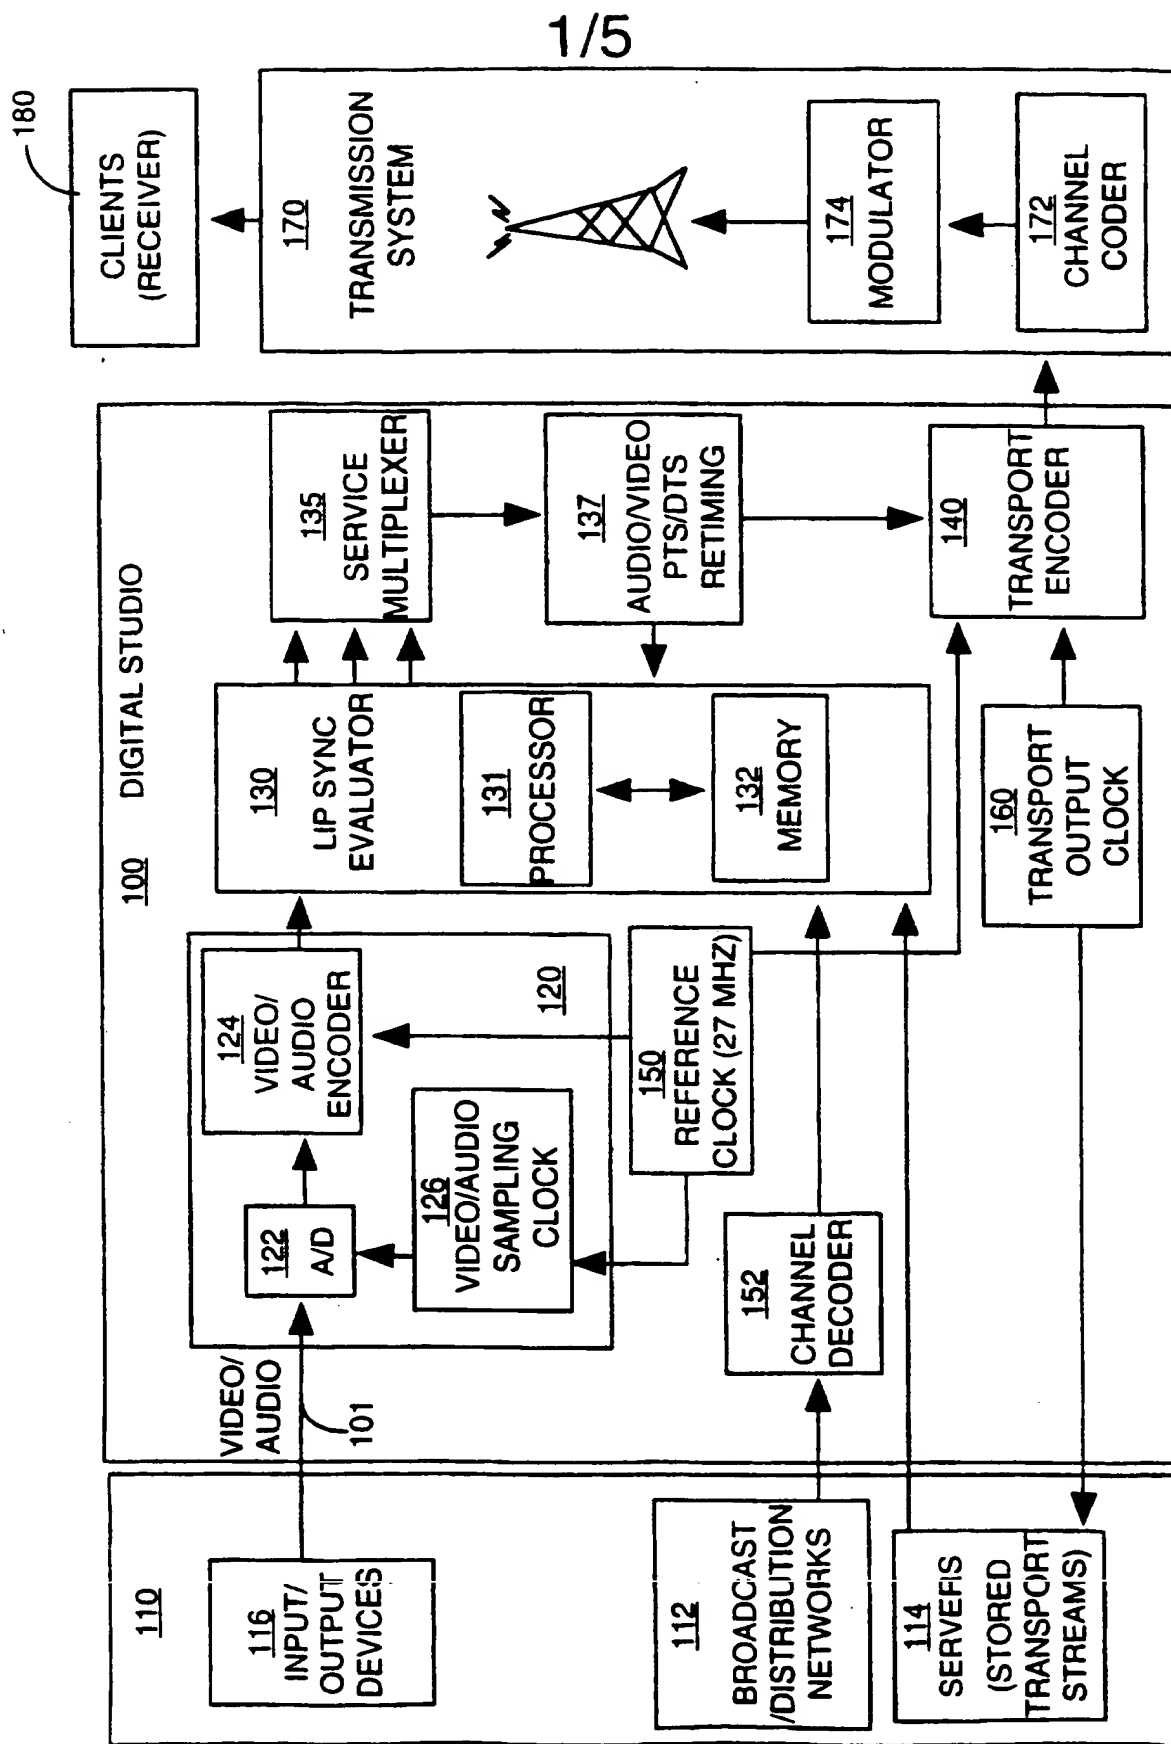 1/5
110
116
INPUT/
OUTPUT
DEVICES
112
BROADCAST
/DISTRIBUTION
NETWORKS
114
SERVERS
(STORED
TRANSPORT
STREAMS)
100
DIGITAL STUDIO
VIDEO/
AUDIO
101
122
A/D
124
VIDEO/
AUDIO
ENCODER
126
VIDEO/AUDIO
SAMPLING
CLOCK
120
150
REFERENCE
CLOCK (27 MHZ)
152
CHANNEL
DECODER
130
LIP SYNC
EVALUATOR
131
PROCESSOR
132
MEMORY
160
TRANSPORT
OUTPUT
CLOCK
135
SERVICE
MULTIPLEXER
137
AUDIO/VIDEO
PTS/DTS
RETIMING
140
TRANSPORT
ENCODER
180
CLIENTS
(RECEIVER)
170
TRANSMISSION
SYSTEM
174
MODULATOR
172
CHANNEL
CODER